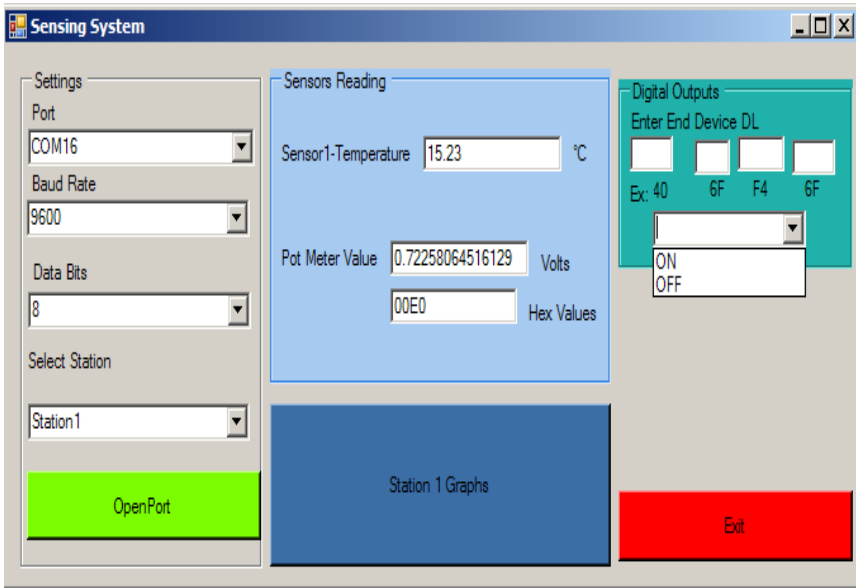 Sensing System
Settings
Port
COM16
Baud Rate
9600
Data Bits
8
Select Station
Station1
OpenPort
Sensors Reading
Sensor1-Temperature 15.23 °C
Pot Meter Value 0.72258064516129 Volts
00E0 Hex Values
Station 1 Graphs
Digital Outputs
Enter End Device DL
Ex: 40 6F F4 6F
ON
OFF
Exit